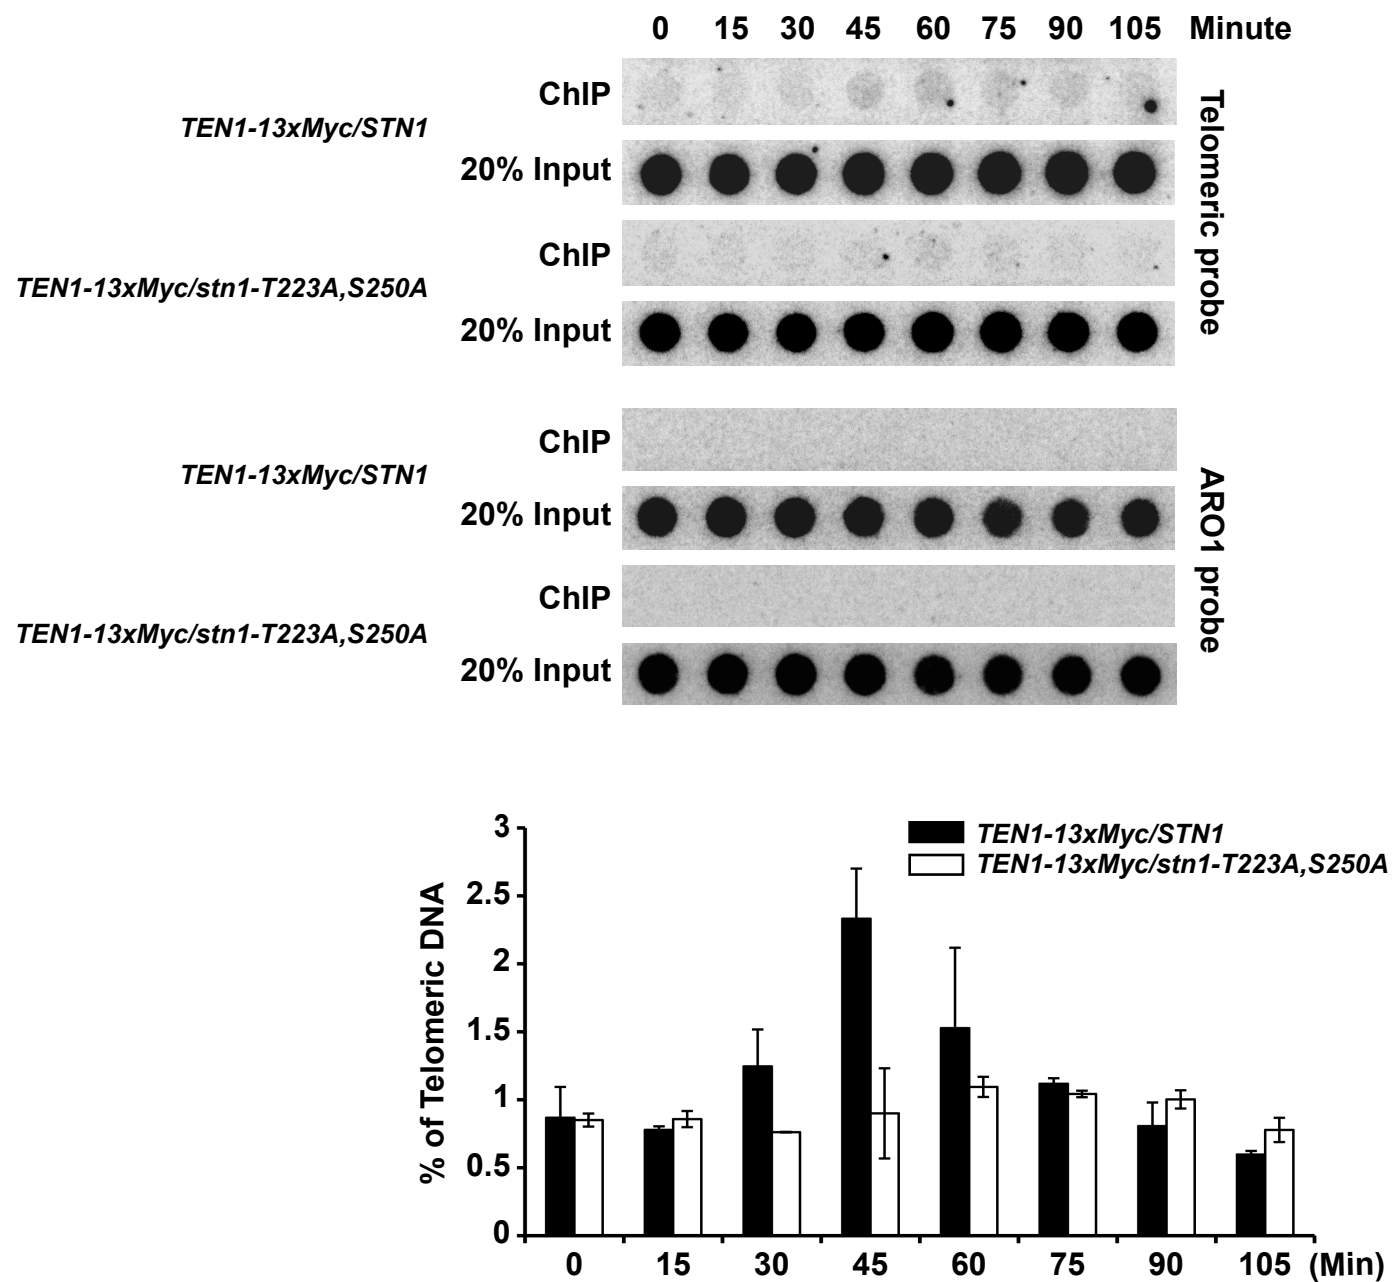 0 15 30 45 60 75 90 105 Minute
ChIP
TEN1-13xMyc/STN1
20% Input
ChIP
TEN1-13xMyc/stn1-T223A,S250A
20% Input
Telomeric probe
ChIP
TEN1-13xMyc/STN1
20% Input
ChIP
TEN1-13xMyc/stn1-T223A,S250A
20% Input
ARO1 probe
TEN1-13xMyc/STN1
TEN1-13xMyc/stn1-T223A,S250A
% of Telomeric DNA
3
2.5
2
1.5
1
0.5
0
0 15 30 45 60 75 90 105 (Min)